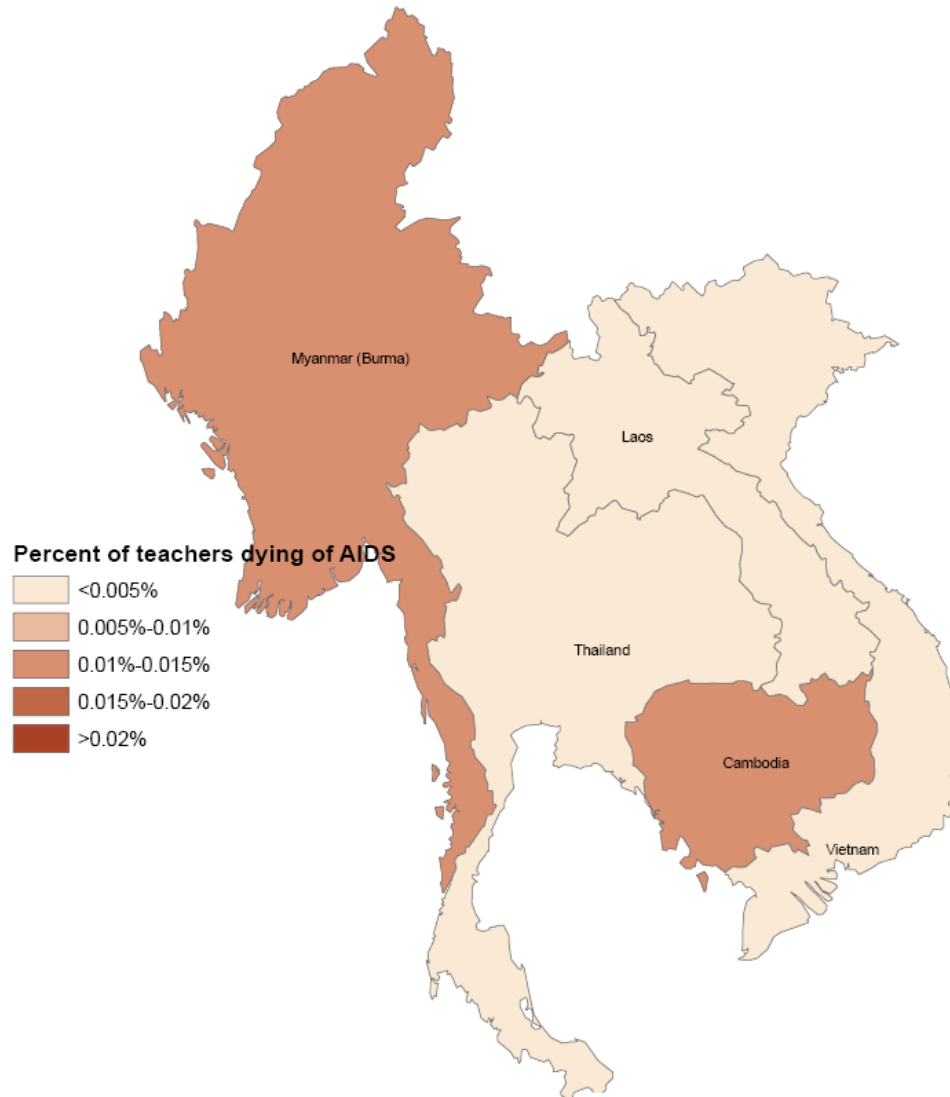 Myanmar (Burma)
Laos
Percent of teachers dying of AIDS
<0.005%
0.005%-0.01%
0.01%-0.015%
0.015%-0.02%
>0.02%
Thailand
Cambodia
Vietnam